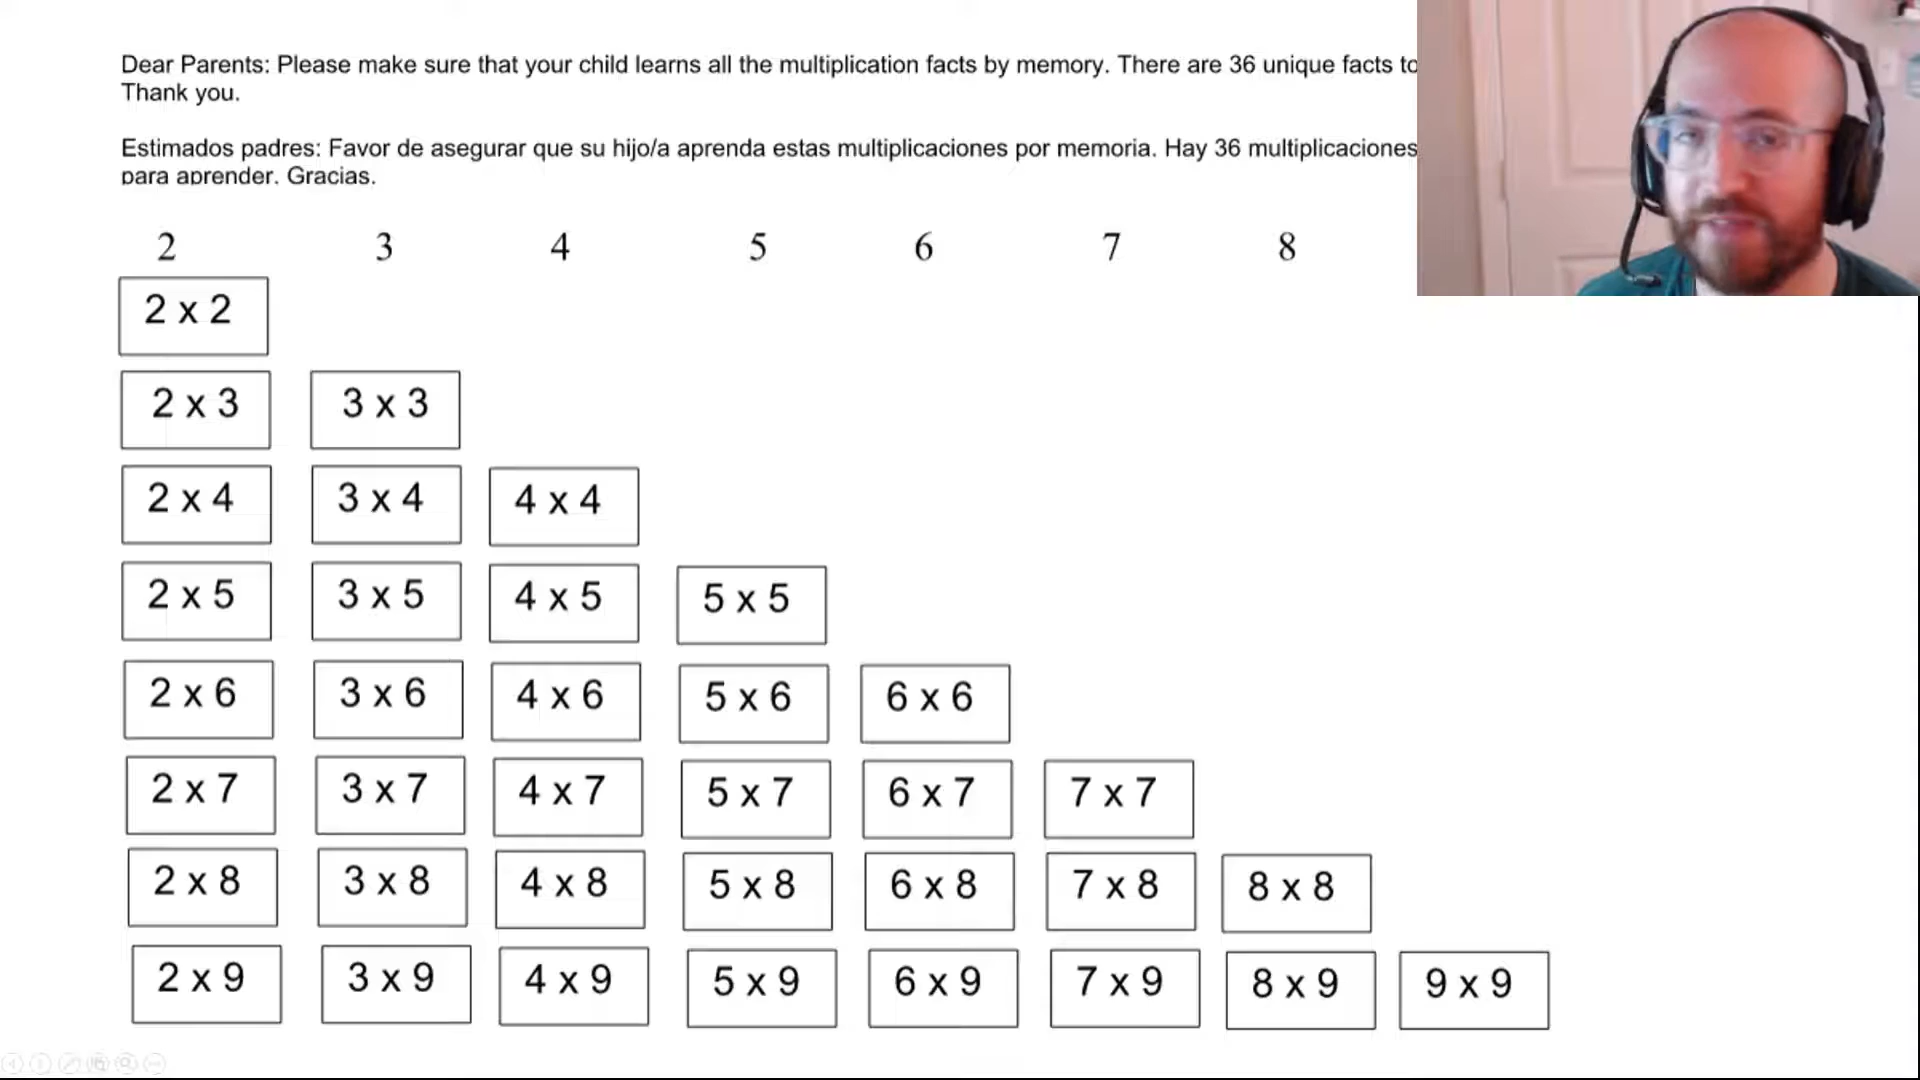 Dear Parents: Please make sure that your child learns all the multiplication facts by memory. There are 36 unique facts to
Thank you.
Estimados padres: Favor de asegurar que su hijo/a aprenda estas multiplicaciones por memoria. Hay 36 multiplicaciones
para aprender. Gracias.
2 3 4 5 6 7 8
2 x 2
2 x 3 3 x 3
2 x 4 3 x 4 4 x 4
2 x 5 3 x 5 4 x 5 5 x 5
2 x 6 3 x 6 4 x 6 5 x 6 6 x 6
2 x 7 3 x 7 4 x 7 5 x 7 6 x 7 7 x 7
2 x 8 3 x 8 4 x 8 5 x 8 6 x 8 7 x 8 8 x 8
2 x 9 3 x 9 4 x 9 5 x 9 6 x 9 7 x 9 8 x 9 9 x 9